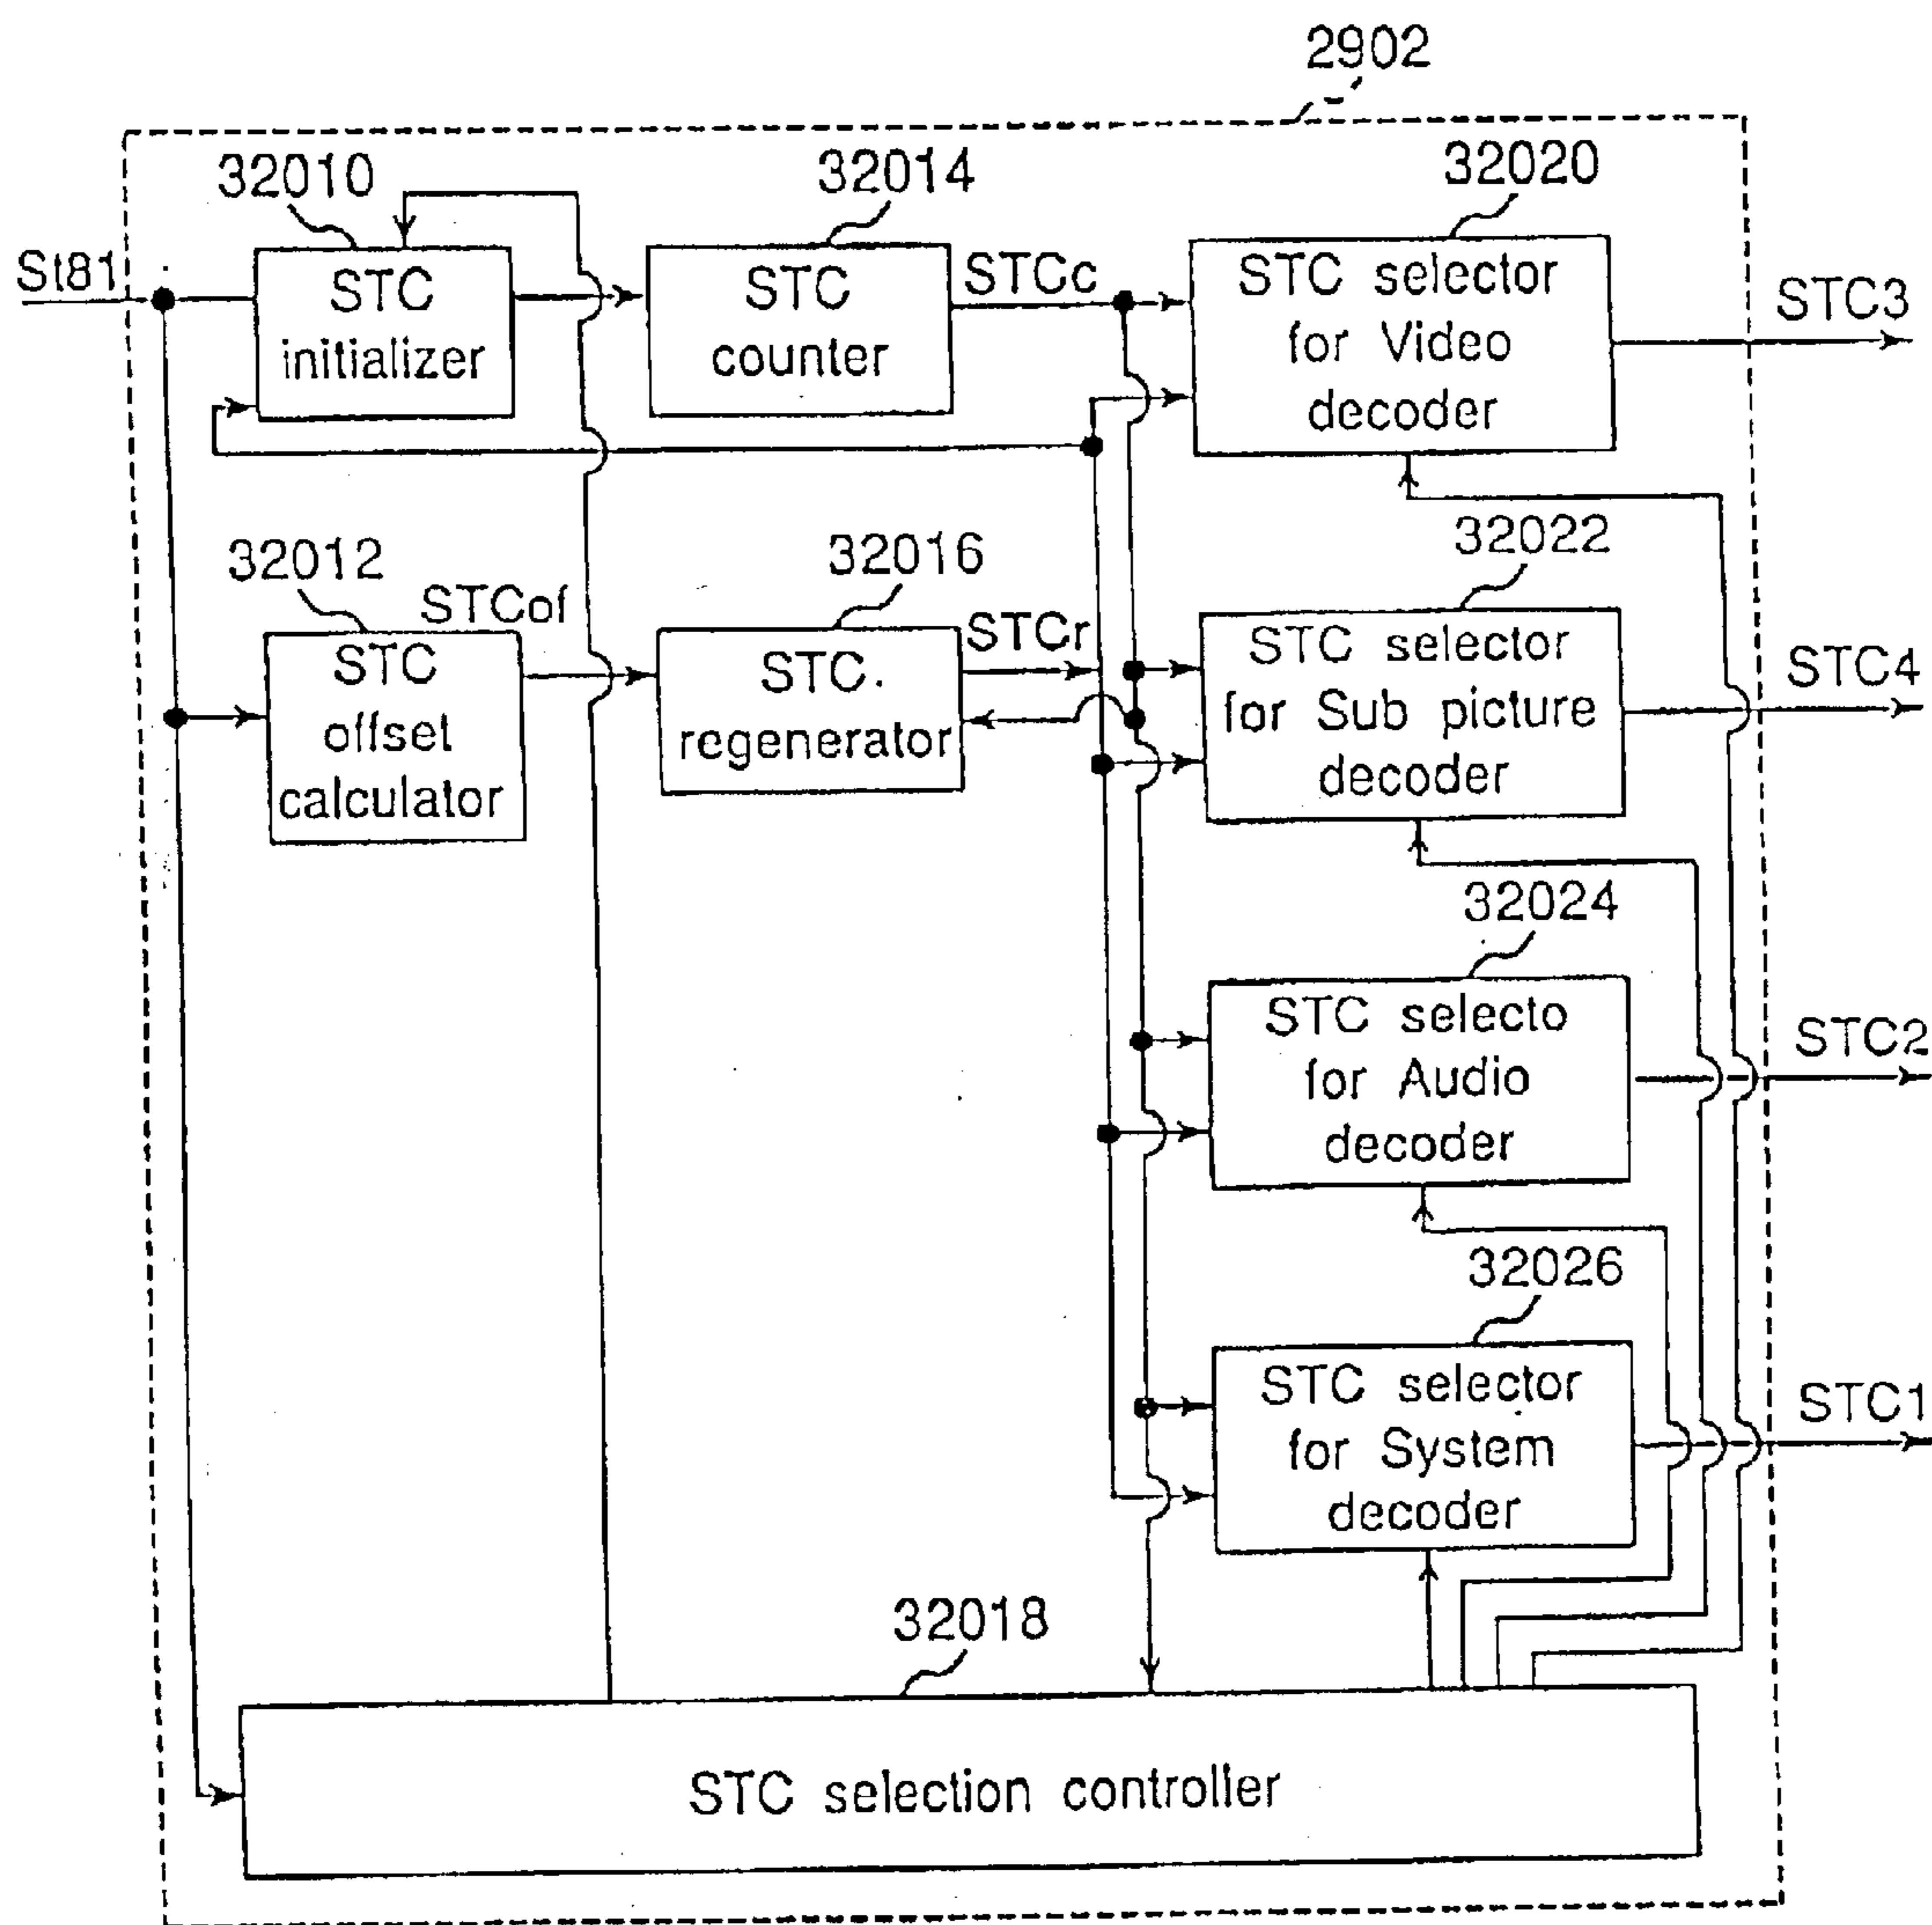 2902
32010
32014
32020
St81
STC
initializer
STC
counter
STCc
STC selector
for Video
decoder
STC3
32012
STCof
32016
32022
STC
offset
calculator
STC.
regenerator
STCr
STC selector
for Sub picture
decoder
STC4
32024
STC selecto
for Audio
decoder
STC2
32026
STC selector
for System
decoder
STC1
32018
STC selection controller